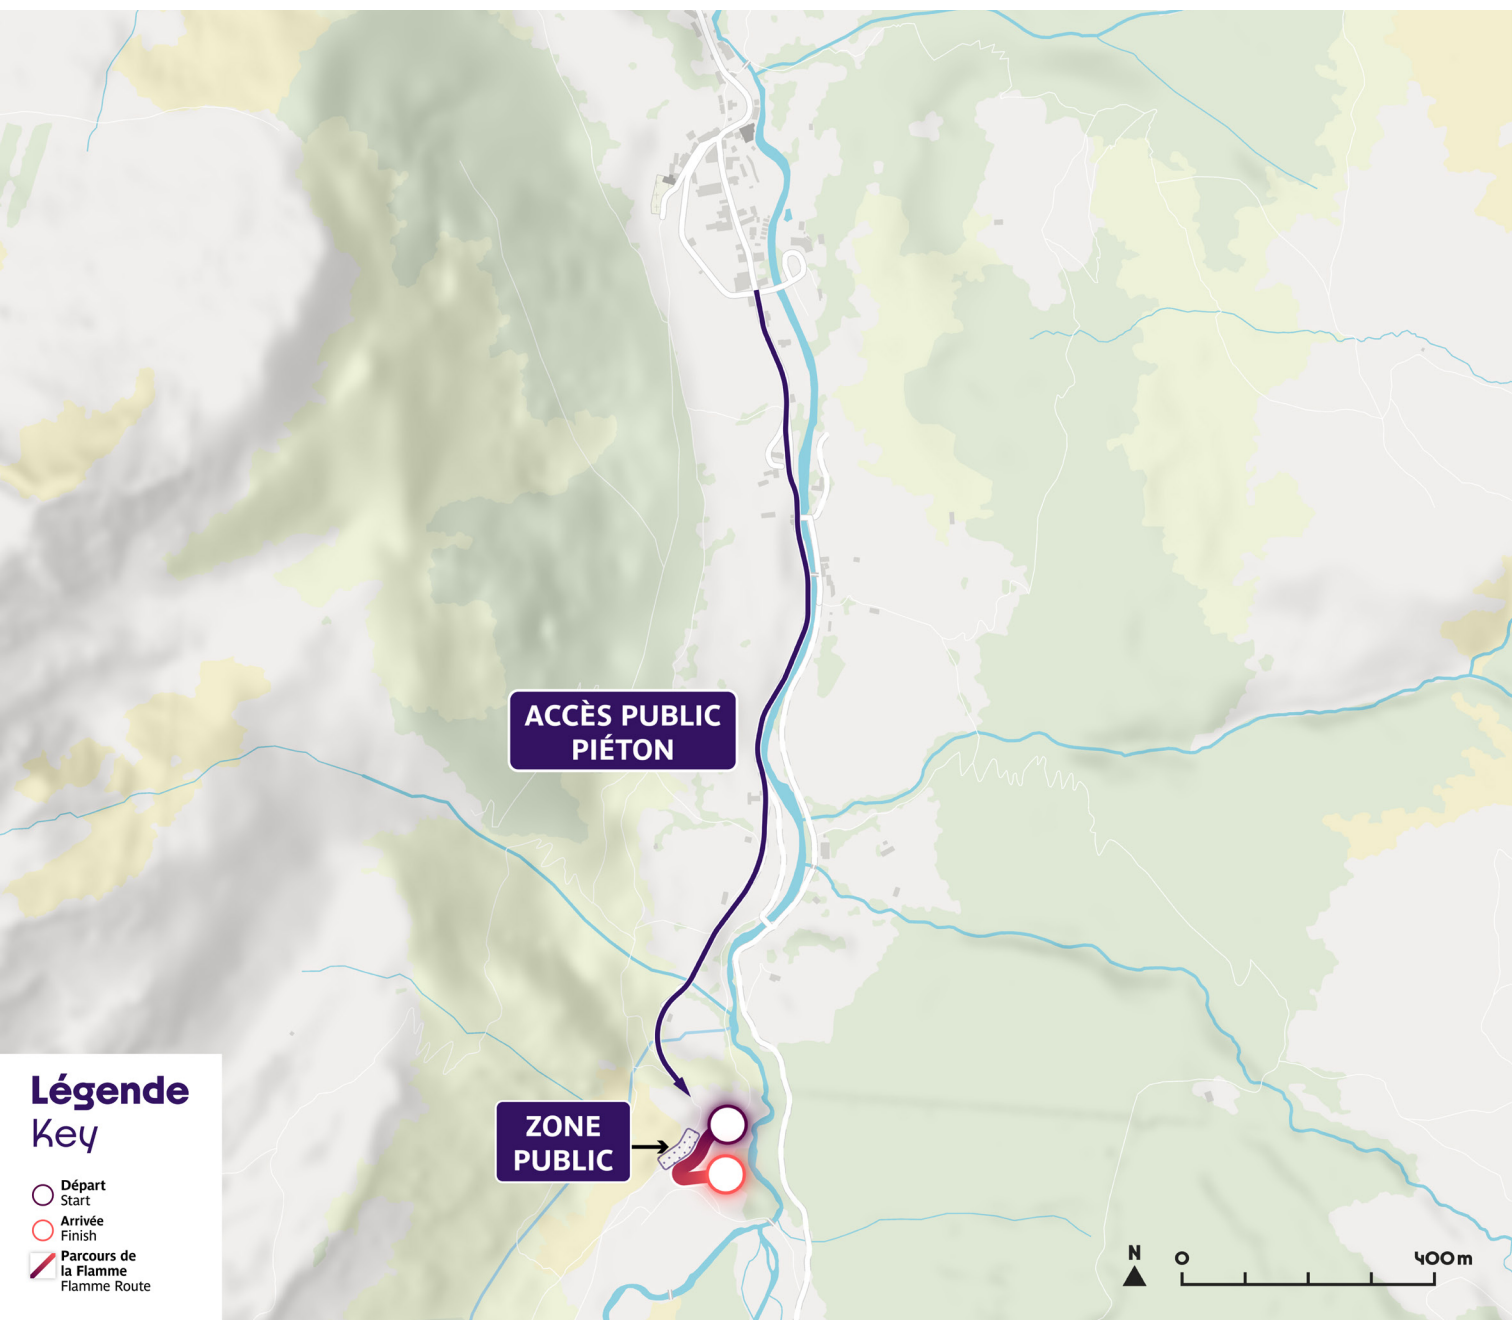 ACCÈS PUBLIC
PIÉTON
ZONE
PUBLIC
Légende
Key
Départ
Start
Arrivée
Finish
Parcours de
la Flamme
Flamme Route
N
0
400m